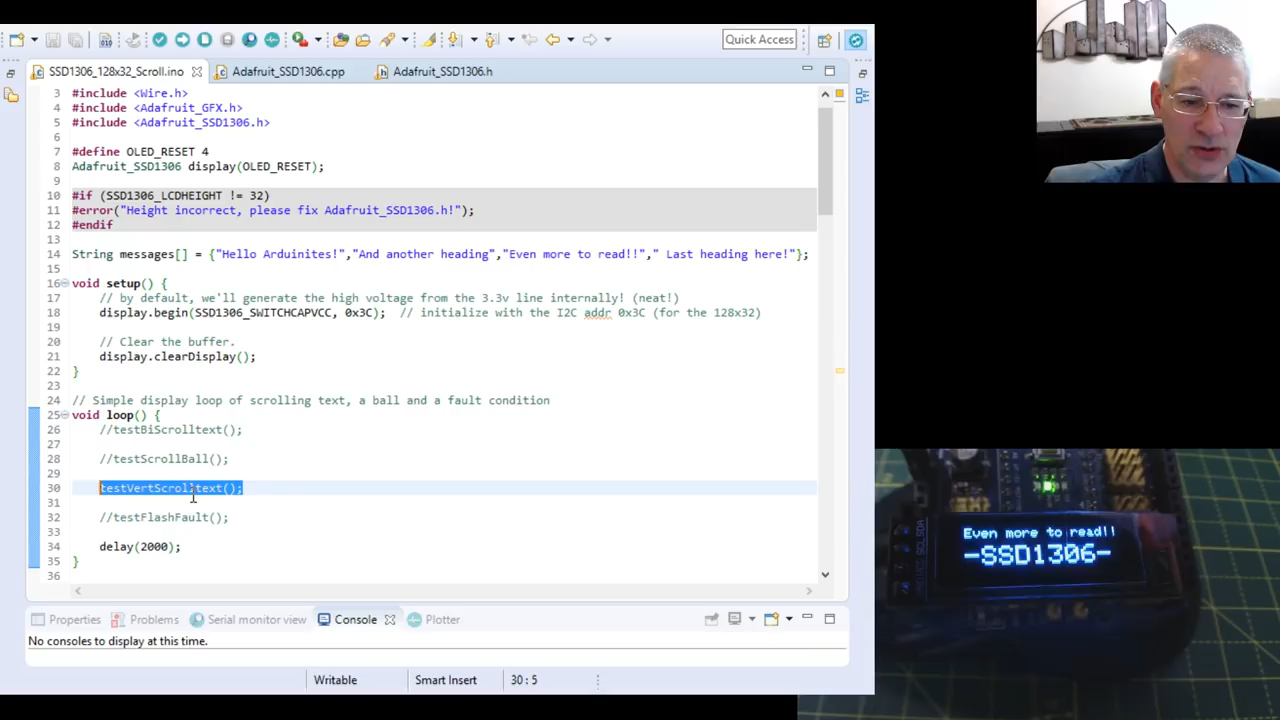 Quick Access
SSD1306_128x32_Scroll.ino
Adafruit_SSD1306.cpp
Adafruit_SSD1306.h
3 #include <Wire.h>
4 #include <Adafruit_GFX.h>
5 #include <Adafruit_SSD1306.h>
6
7 #define OLED_RESET 4
8 Adafruit_SSD1306 display(OLED_RESET);
9
10 #if (SSD1306_LCDHEIGHT != 32)
11 #error("Height incorrect, please fix Adafruit_SSD1306.h!");
12 #endif
13
14 String messages[] = {"Hello Arduinites!","And another heading","Even more to read!!"," Last heading here!"};
15
16 void setup() {
17 // by default, we'll generate the high voltage from the 3.3v line internally! (neat!)
18 display.begin(SSD1306_SWITCHCAPVCC, 0x3C); // initialize with the I2C addr 0x3C (for the 128x32)
19
20 // Clear the buffer.
21 display.clearDisplay();
22 }
23
24 // Simple display loop of scrolling text, a ball and a fault condition
25 void loop() {
26 //testBiScrolltext();
27
28 //testScrollBall();
29
30 testVertScrolltext();
31
32 //testFlashFault();
33
34 delay(2000);
35 }
36
Properties
Problems
Serial monitor view
Console
Plotter
No consoles to display at this time.
Writable
Smart Insert
30 : 5
Even more to read!!
-SSD1306-